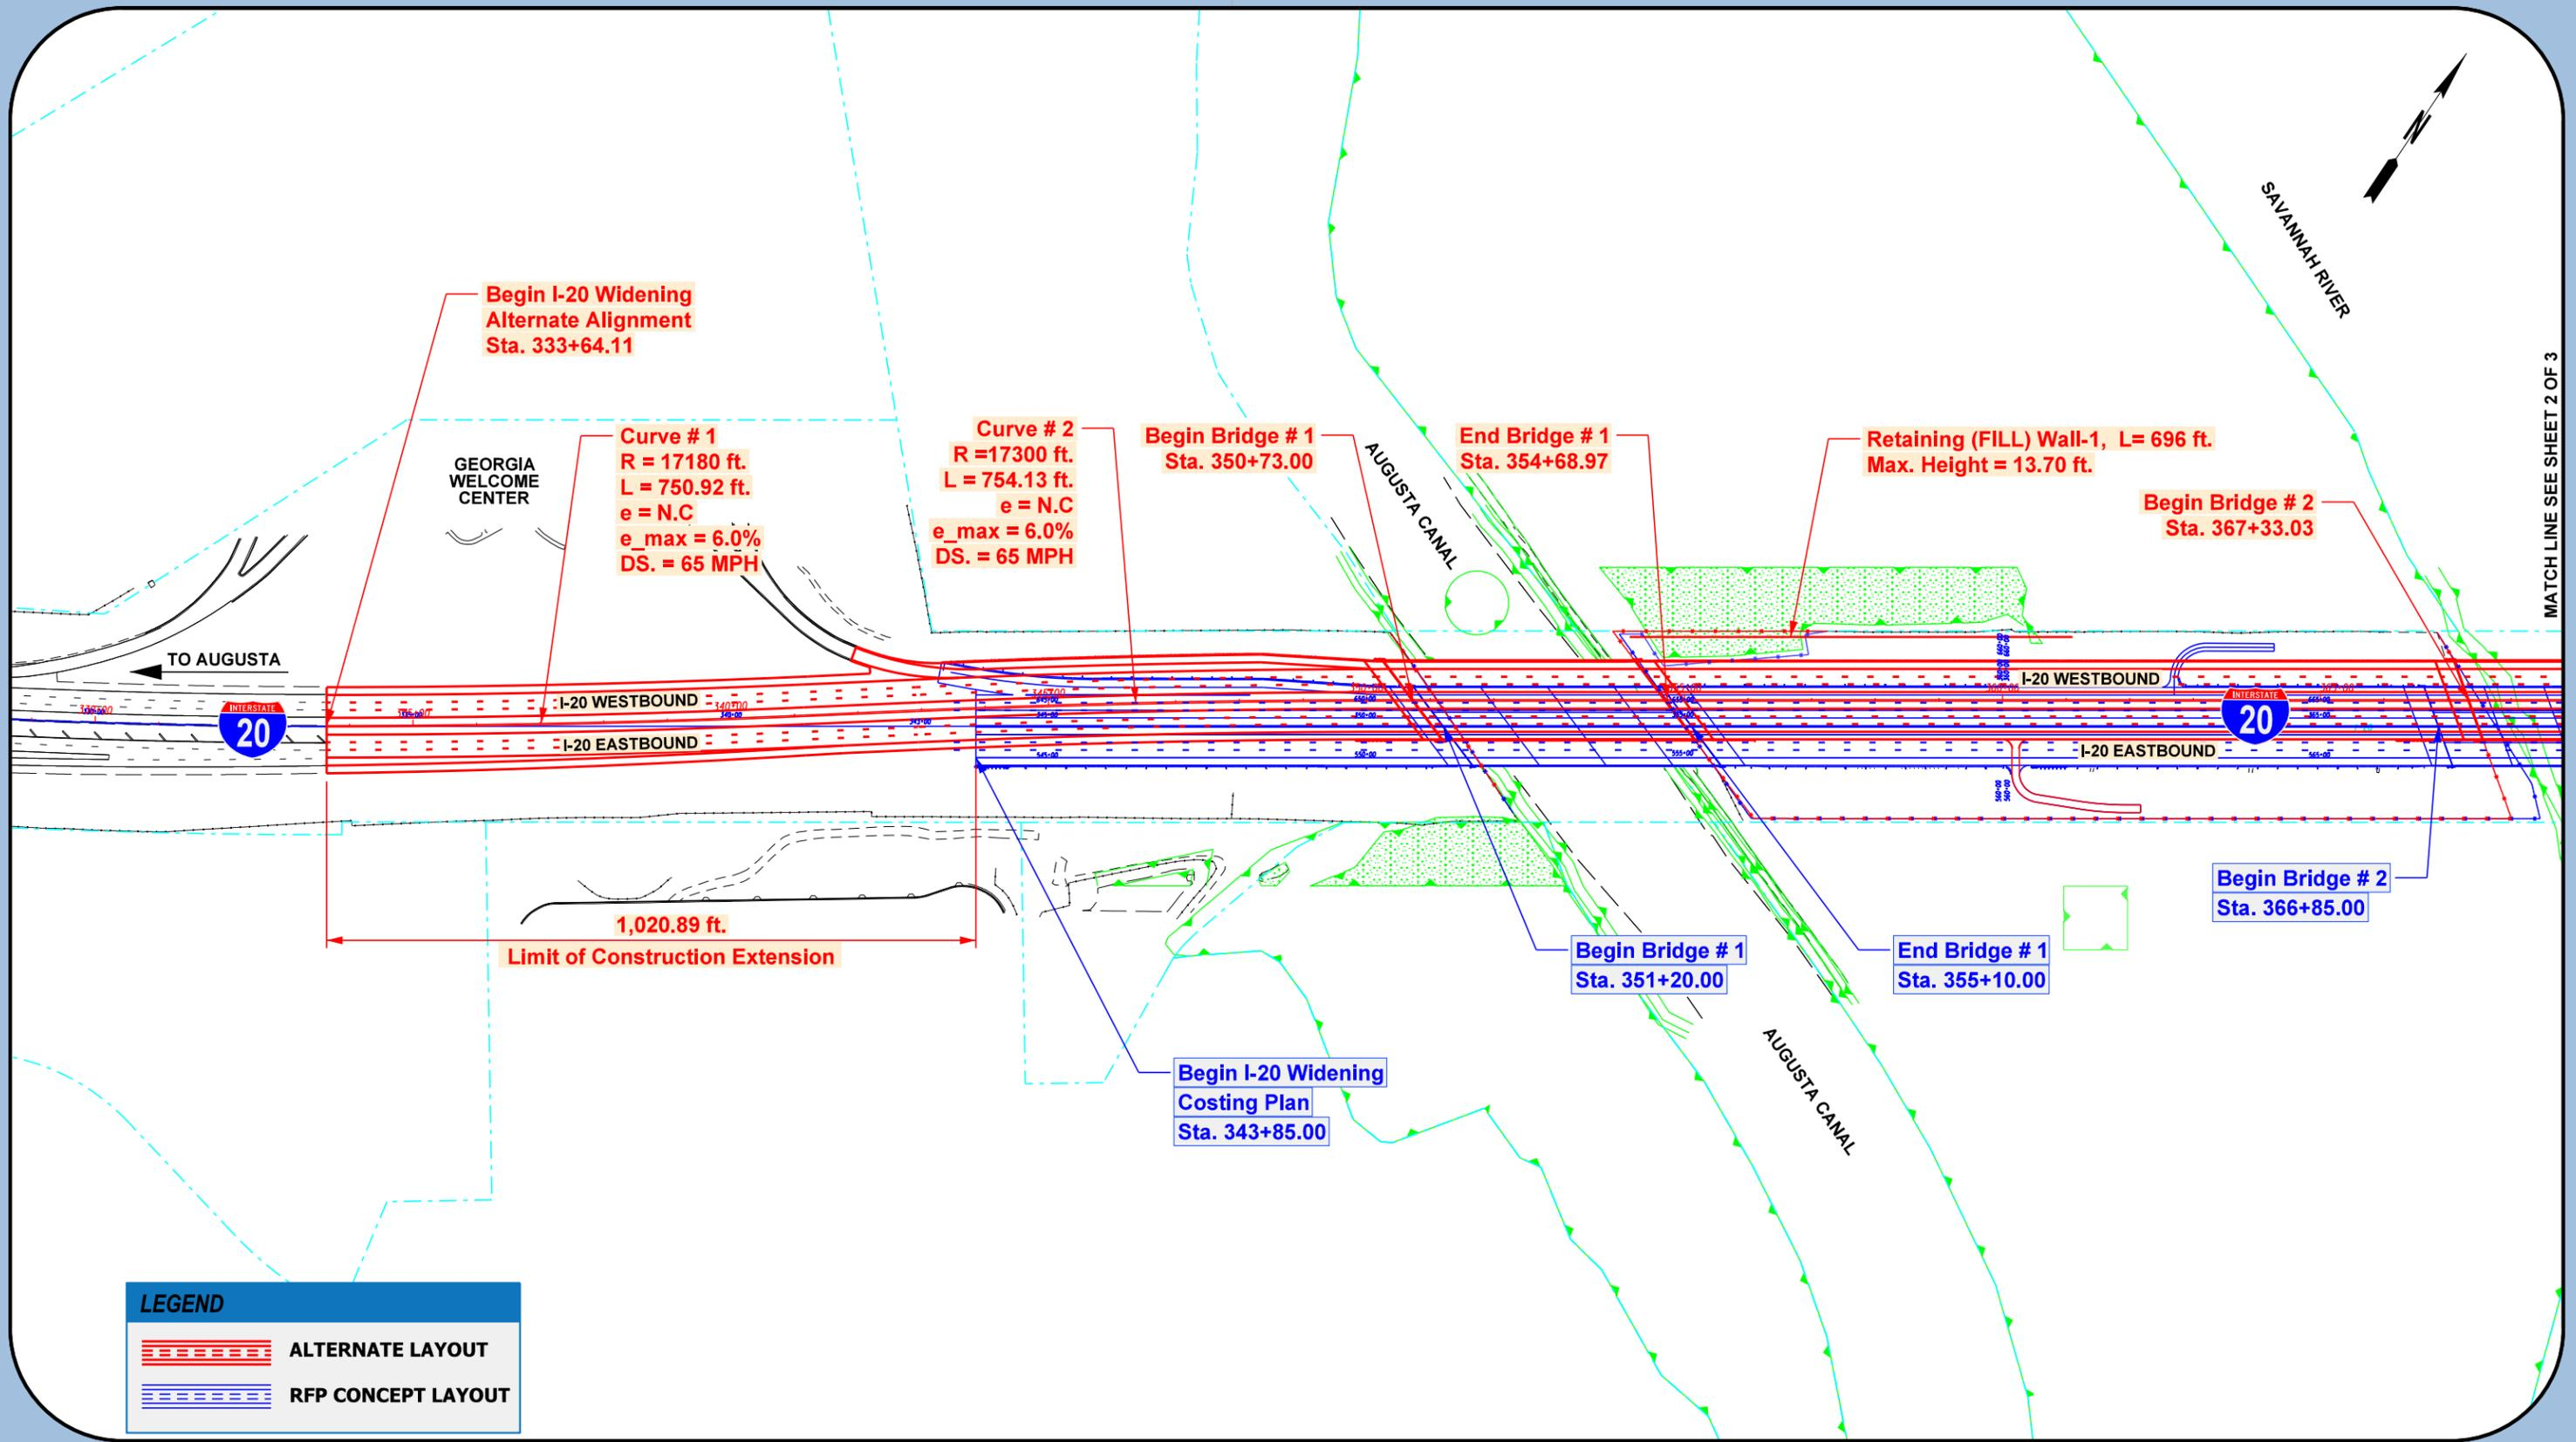 SAVANNAH RIVER
N
MATCH LINE SEE SHEET 2 OF 3
Begin I-20 Widening
Alternate Alignment
Sta. 333+64.11
GEORGIA
WELCOME
CENTER
Curve # 1
R = 17180 ft.
L = 750.92 ft.
e = N.C
e_max = 6.0%
DS. = 65 MPH
Curve # 2
R =17300 ft.
L = 754.13 ft.
e = N.C
e_max = 6.0%
DS. = 65 MPH
Begin Bridge # 1
Sta. 350+73.00
AUGUSTA CANAL
End Bridge # 1
Sta. 354+68.97
Retaining (FILL) Wall-1, L= 696 ft.
Max. Height = 13.70 ft.
Begin Bridge # 2
Sta. 367+33.03
TO AUGUSTA
INTERSTATE
20
I-20 WESTBOUND
I-20 EASTBOUND
I-20 WESTBOUND
INTERSTATE
20
I-20 EASTBOUND
1,020.89 ft.
Limit of Construction Extension
Begin Bridge # 2
Sta. 366+85.00
Begin Bridge # 1
Sta. 351+20.00
End Bridge # 1
Sta. 355+10.00
Begin I-20 Widening
Costing Plan
Sta. 343+85.00
AUGUSTA CANAL
LEGEND
ALTERNATE LAYOUT
RFP CONCEPT LAYOUT